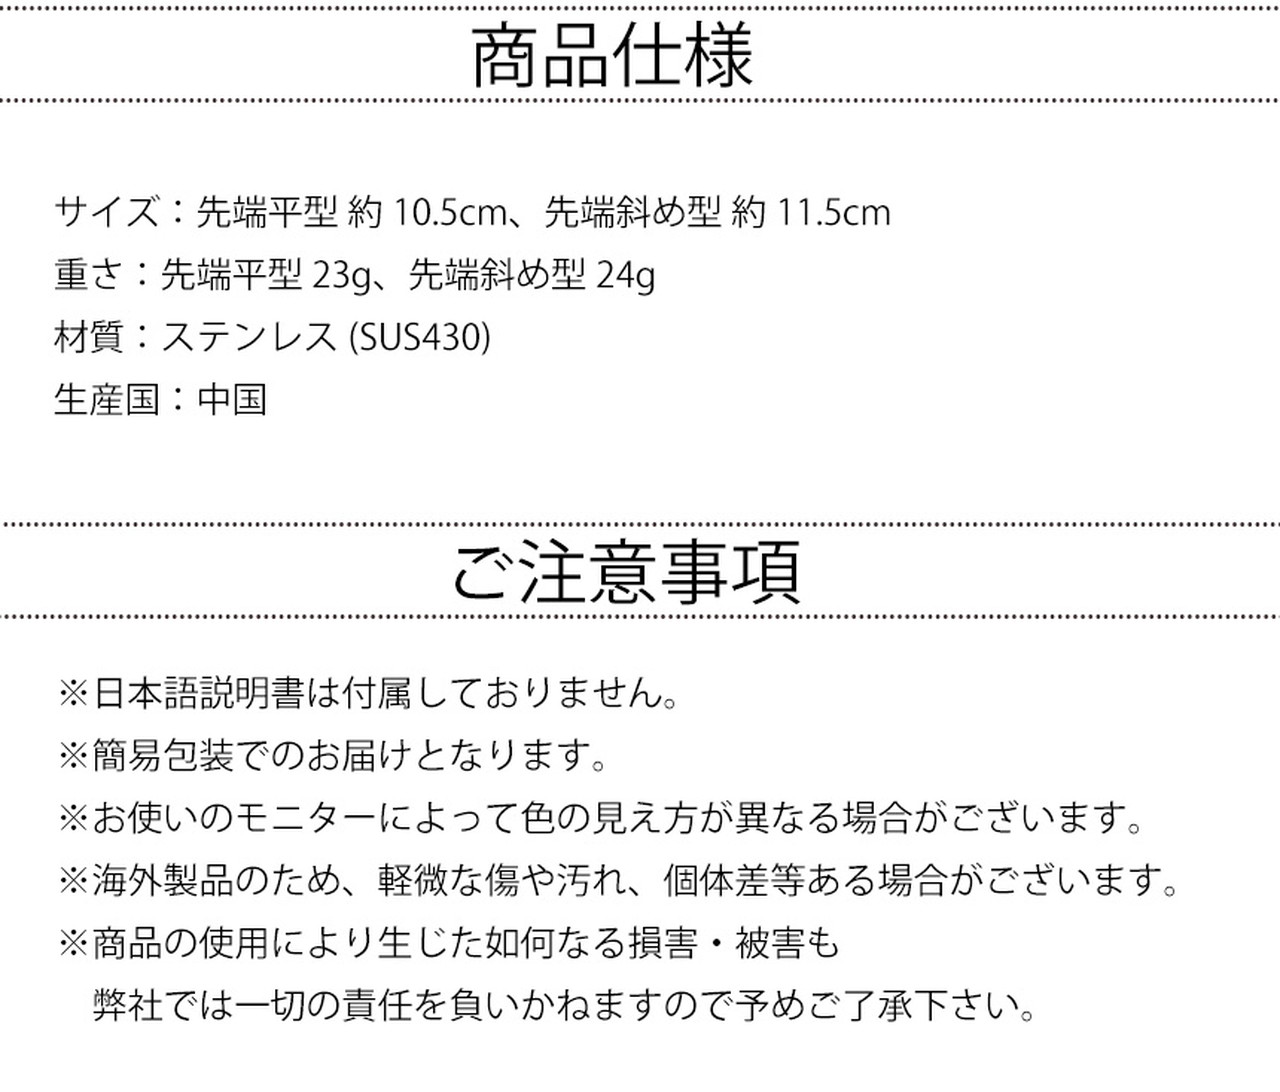 商品仕様
サイズ：先端平型 約 10.5cm、先端斜め型 約 11.5cm
重さ：先端平型 23g、先端斜め型 24g
材質：ステンレス (SUS430)
生産国：中国
ご注意事項
※日本語説明書は付属しておりません。
※簡易包装でのお届けとなります。
※お使いのモニターによって色の見え方が異なる場合がございます。
※海外製品のため、軽微な傷や汚れ、個体差等ある場合がございます。
※商品の使用により生じた如何なる損害・被害も
弊社では一切の責任を負いかねますので予めご了承下さい。